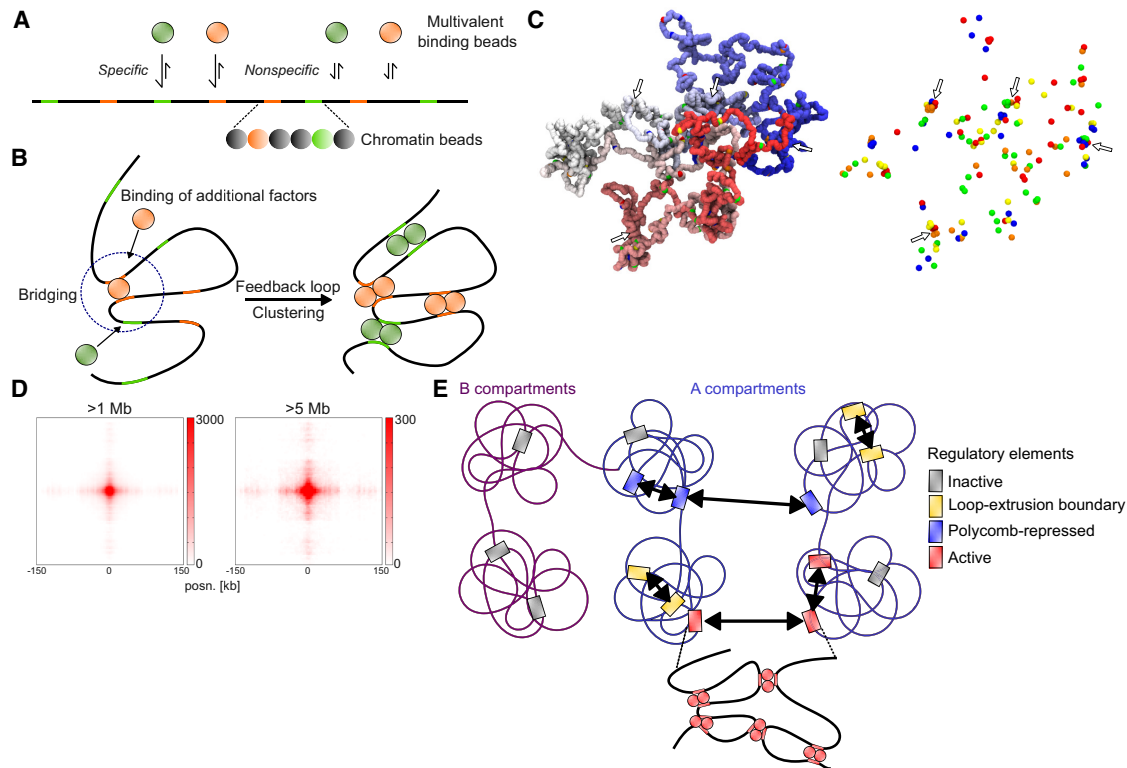 A
Multivalent
binding beads
Specific
Nonspecific
Chromatin beads
B
Binding of additional factors
Bridging
Feedback loop
Clustering
C
D
>1 Mb
3000
0
-150
0
150
>5 Mb
300
0
-150
0
150
posn. [kb]
E
B compartments
A compartments
Regulatory elements
Inactive
Loop-extrusion boundary
Polycomb-repressed
Active